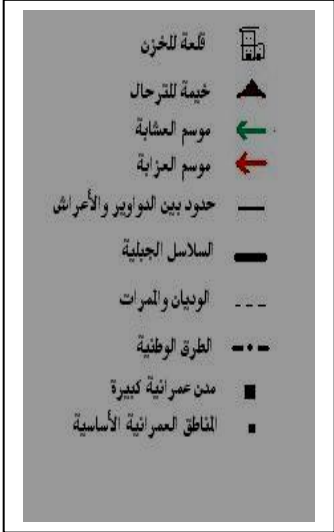 قلعة للخزن
خيمة للترحال
موسم العشابة
موسم العزابة
حدود بين الدواوير والأعراش
السلاسل الجبلية
الوديان والممرات
الطرق الوطنية
مدن عمرانية كبيرة
المناطق العمرانية الأساسية